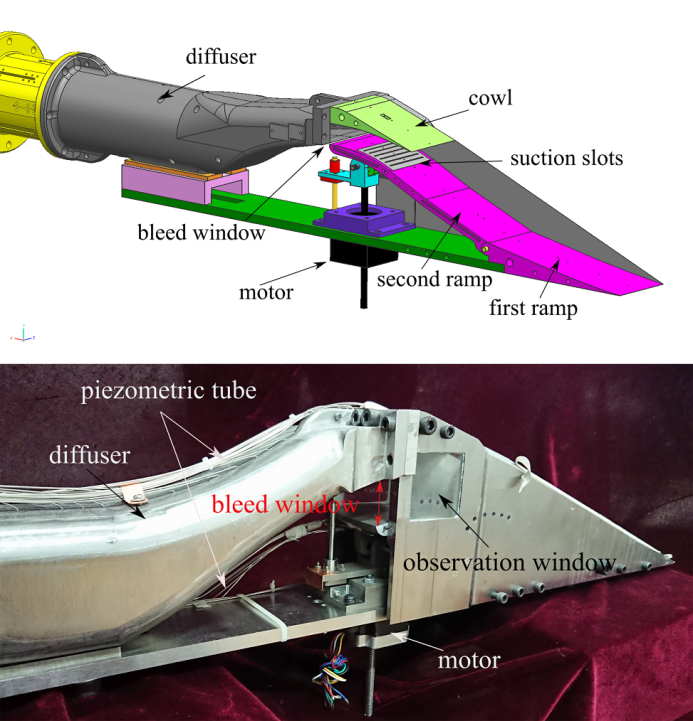 diffuser
cowl
suction slots
bleed window
second ramp
motor
first ramp
piezometric tube
diffuser
bleed window
observation window
motor